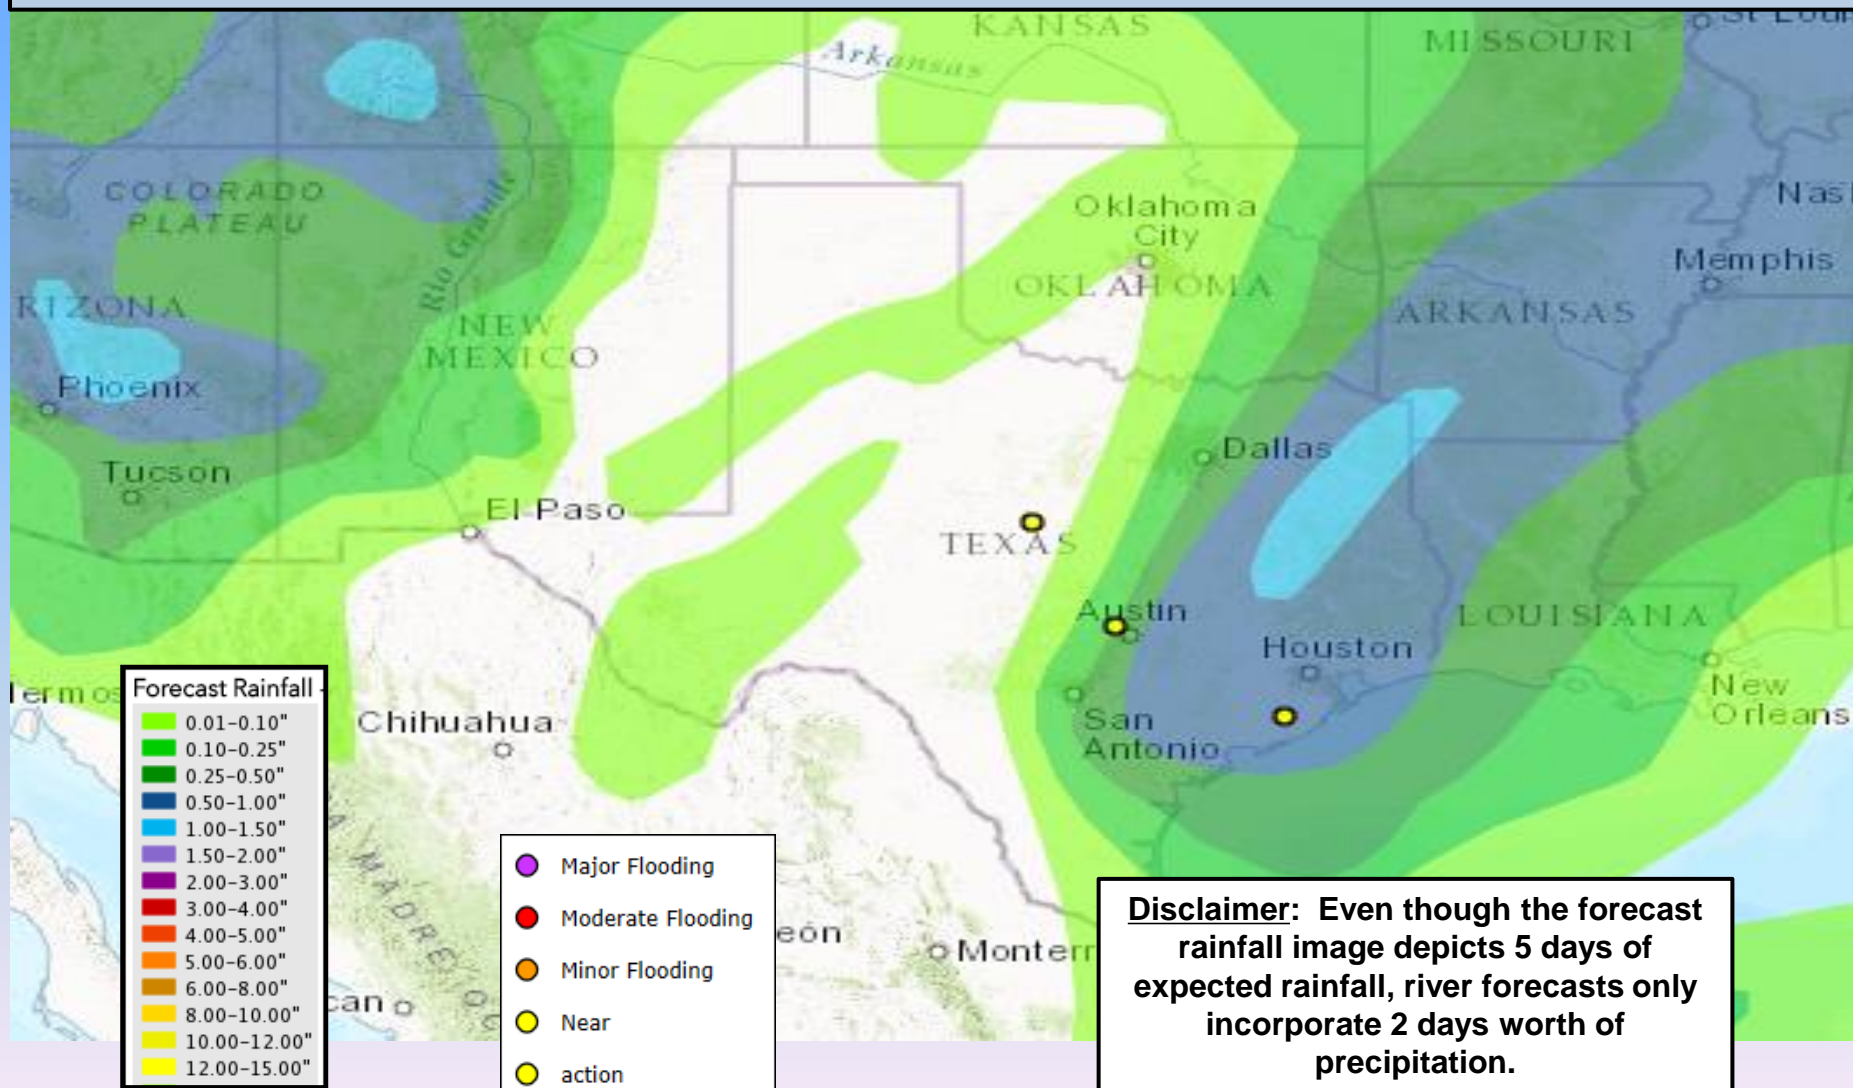 KANSAS
St Loui
MISSOURI
Arkansas
COLORADO
PLATEAU
Rio Grande
Oklahoma
City
OKLAHOMA
Nas
Memphis
RIZONA
NEW
MEXICO
ARKANSAS
Phoenix
Tucson
El Paso
Dallas
TEXAS
Austin
LOUISIANA
Houston
San
Antonio
New
Orleans
Chihuahua
ermos
Forecast Rainfall
0.01-0.10"
0.10-0.25"
0.25-0.50"
0.50-1.00"
1.00-1.50"
1.50-2.00"
2.00-3.00"
3.00-4.00"
4.00-5.00"
5.00-6.00"
6.00-8.00"
8.00-10.00"
10.00-12.00"
12.00-15.00"
MADRE
can
eón
Monterr
Major Flooding
Moderate Flooding
Minor Flooding
Near
action
Disclaimer: Even though the forecast
rainfall image depicts 5 days of
expected rainfall, river forecasts only
incorporate 2 days worth of
precipitation.